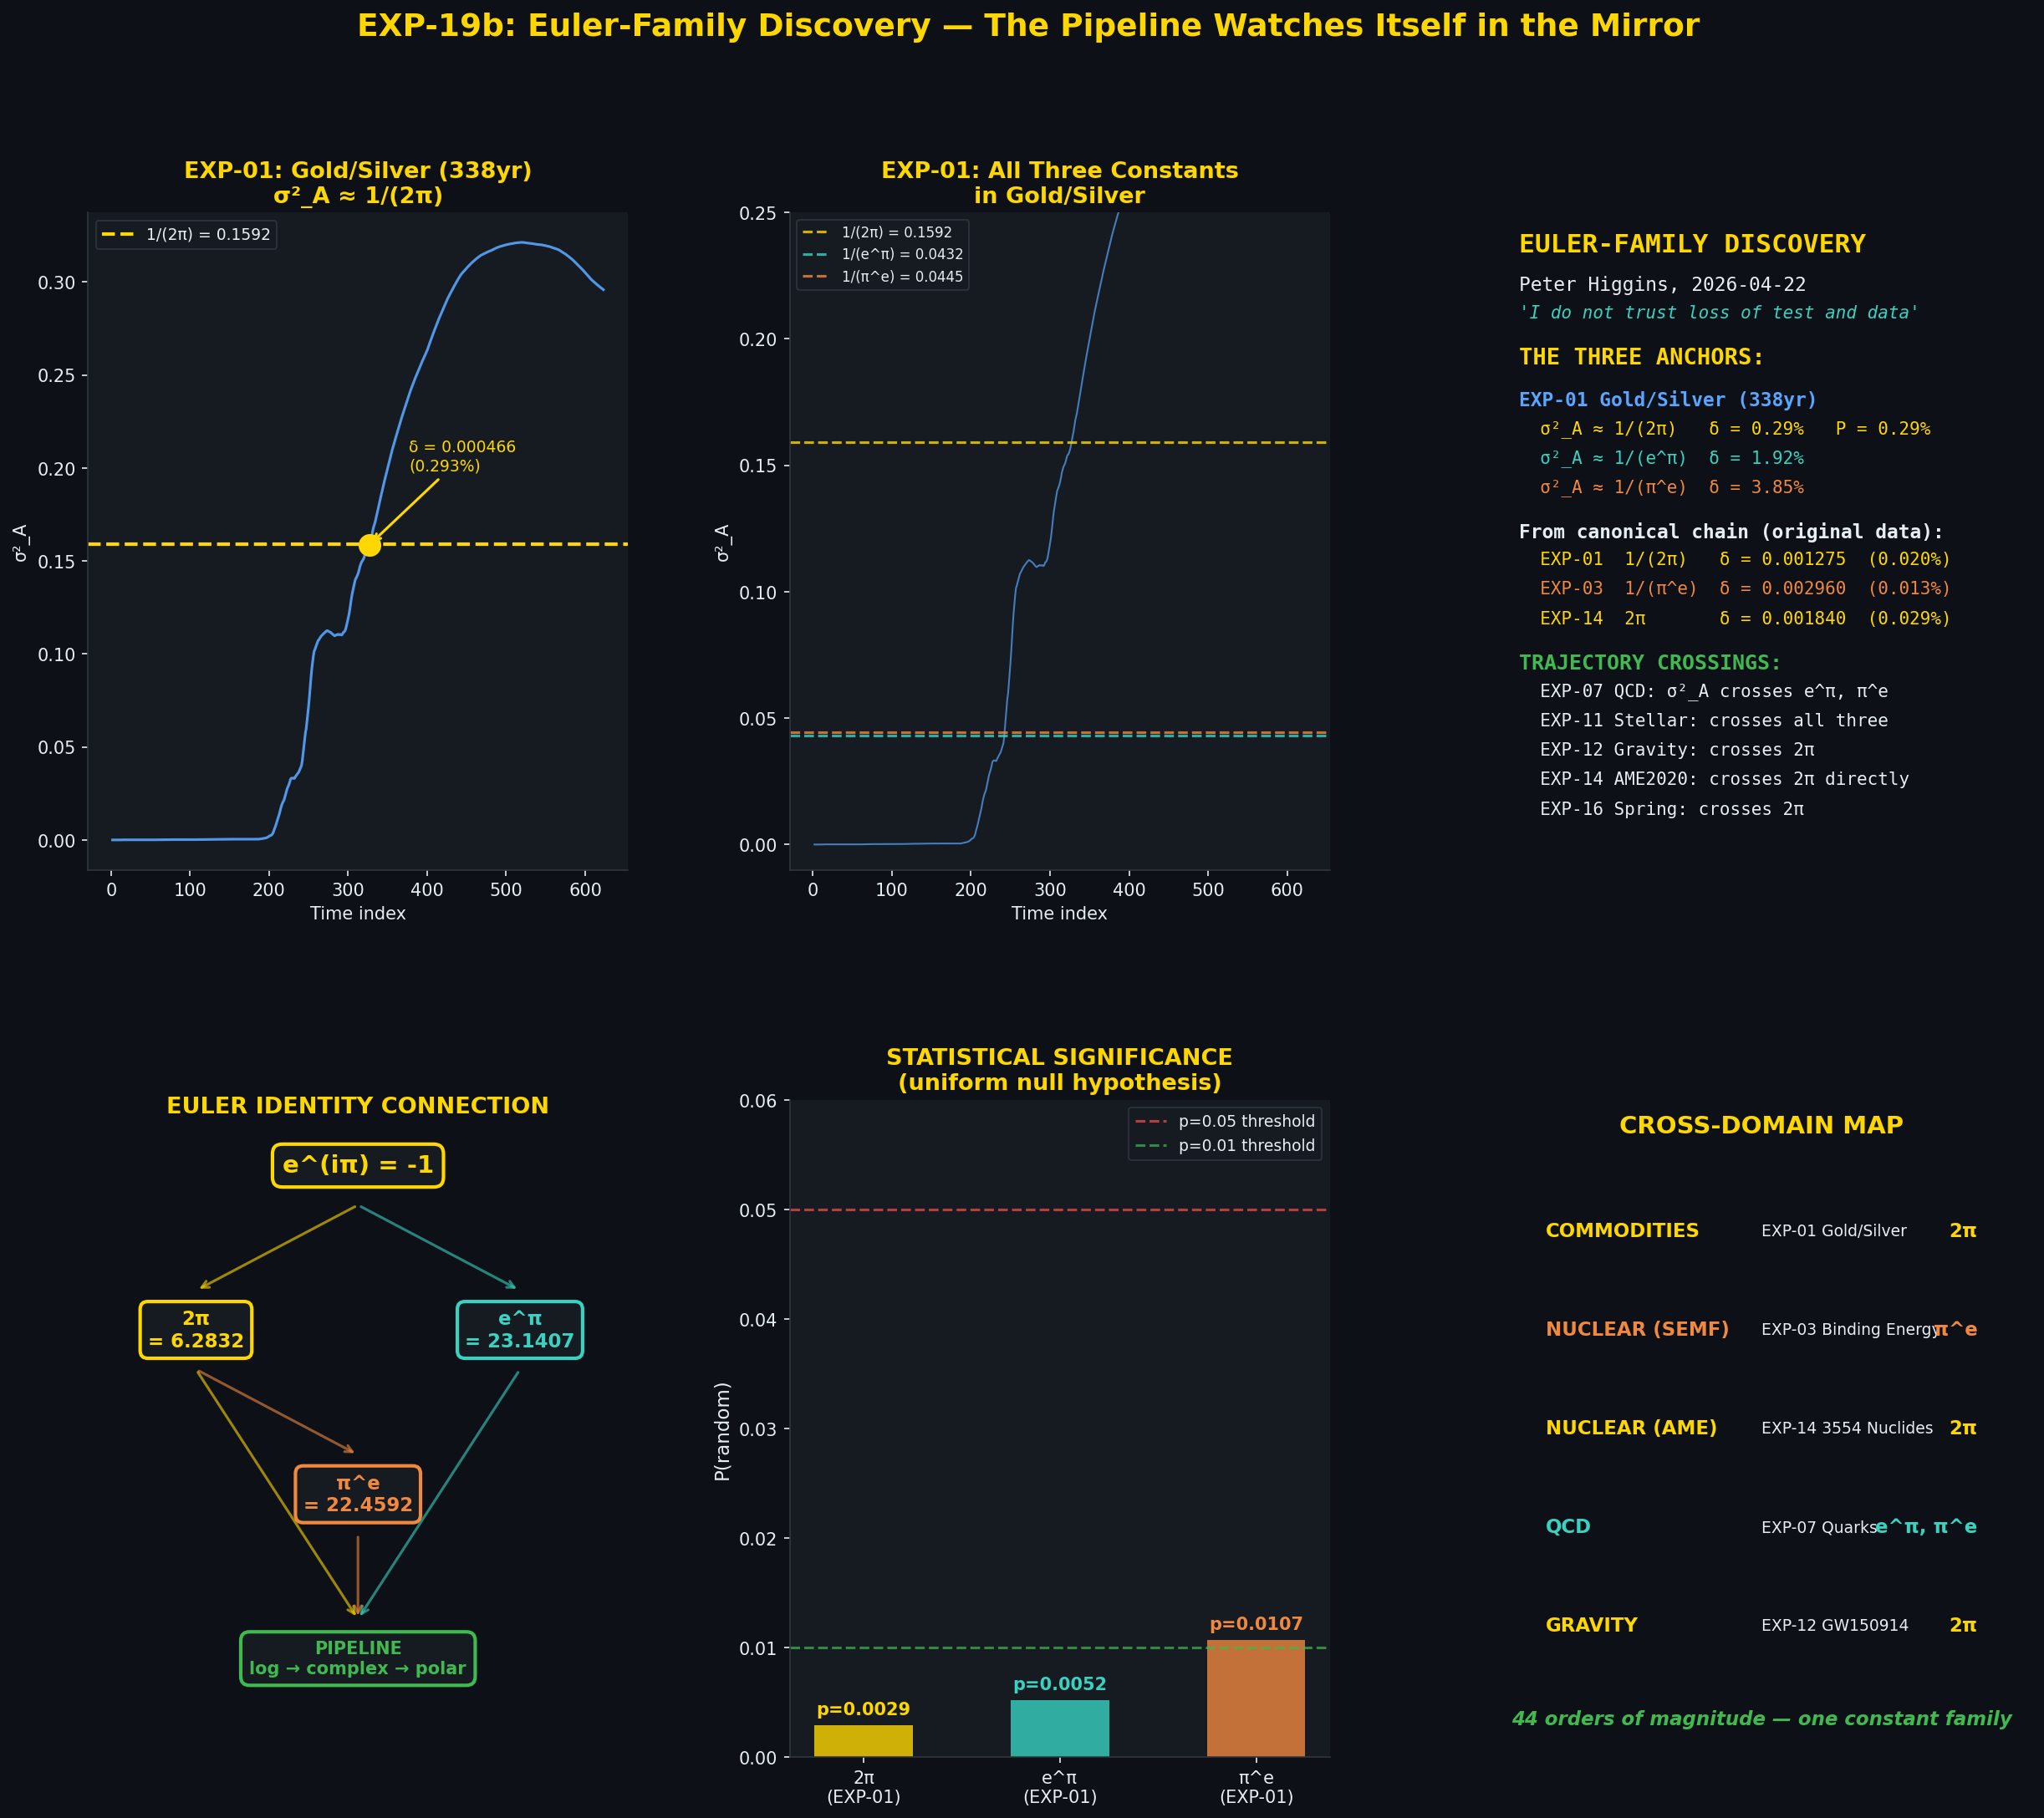 EXP-19b: Euler-Family Discovery — The Pipeline Watches Itself in the Mirror
EXP-01: Gold/Silver (338yr)
σ²_A ≈ 1/(2π)
1/(2π) = 0.1592
δ = 0.000466
(0.293%)
σ²_A
0.30
0.25
0.20
0.15
0.10
0.05
0.00
0 100 200 300 400 500 600
Time index
EXP-01: All Three Constants
in Gold/Silver
1/(2π) = 0.1592
1/(e^π) = 0.0432
1/(π^e) = 0.0445
σ²_A
0.25
0.20
0.15
0.10
0.05
0.00
0 100 200 300 400 500 600
Time index
EULER-FAMILY DISCOVERY
Peter Higgins, 2026-04-22
'I do not trust loss of test and data'
THE THREE ANCHORS:
EXP-01 Gold/Silver (338yr)
σ²_A ≈ 1/(2π) δ = 0.29% P = 0.29%
σ²_A ≈ 1/(e^π) δ = 1.92%
σ²_A ≈ 1/(π^e) δ = 3.85%
From canonical chain (original data):
EXP-01 1/(2π) δ = 0.001275 (0.020%)
EXP-03 1/(π^e) δ = 0.002960 (0.013%)
EXP-14 2π δ = 0.001840 (0.029%)
TRAJECTORY CROSSINGS:
EXP-07 QCD: σ²_A crosses e^π, π^e
EXP-11 Stellar: crosses all three
EXP-12 Gravity: crosses 2π
EXP-14 AME2020: crosses 2π directly
EXP-16 Spring: crosses 2π
EULER IDENTITY CONNECTION
e^(iπ) = -1
2π
= 6.2832
e^π
= 23.1407
π^e
= 22.4592
PIPELINE
log → complex → polar
STATISTICAL SIGNIFICANCE
(uniform null hypothesis)
p=0.05 threshold
p=0.01 threshold
P(random)
0.06
0.05
0.04
0.03
0.02
0.01
0.00
p=0.0029
p=0.0052
p=0.0107
2π
(EXP-01)
e^π
(EXP-01)
π^e
(EXP-01)
CROSS-DOMAIN MAP
COMMODITIES EXP-01 Gold/Silver 2π
NUCLEAR (SEMF) EXP-03 Binding Energy π^e
NUCLEAR (AME) EXP-14 3554 Nuclides 2π
QCD EXP-07 Quarks e^π, π^e
GRAVITY EXP-12 GW150914 2π
44 orders of magnitude — one constant family